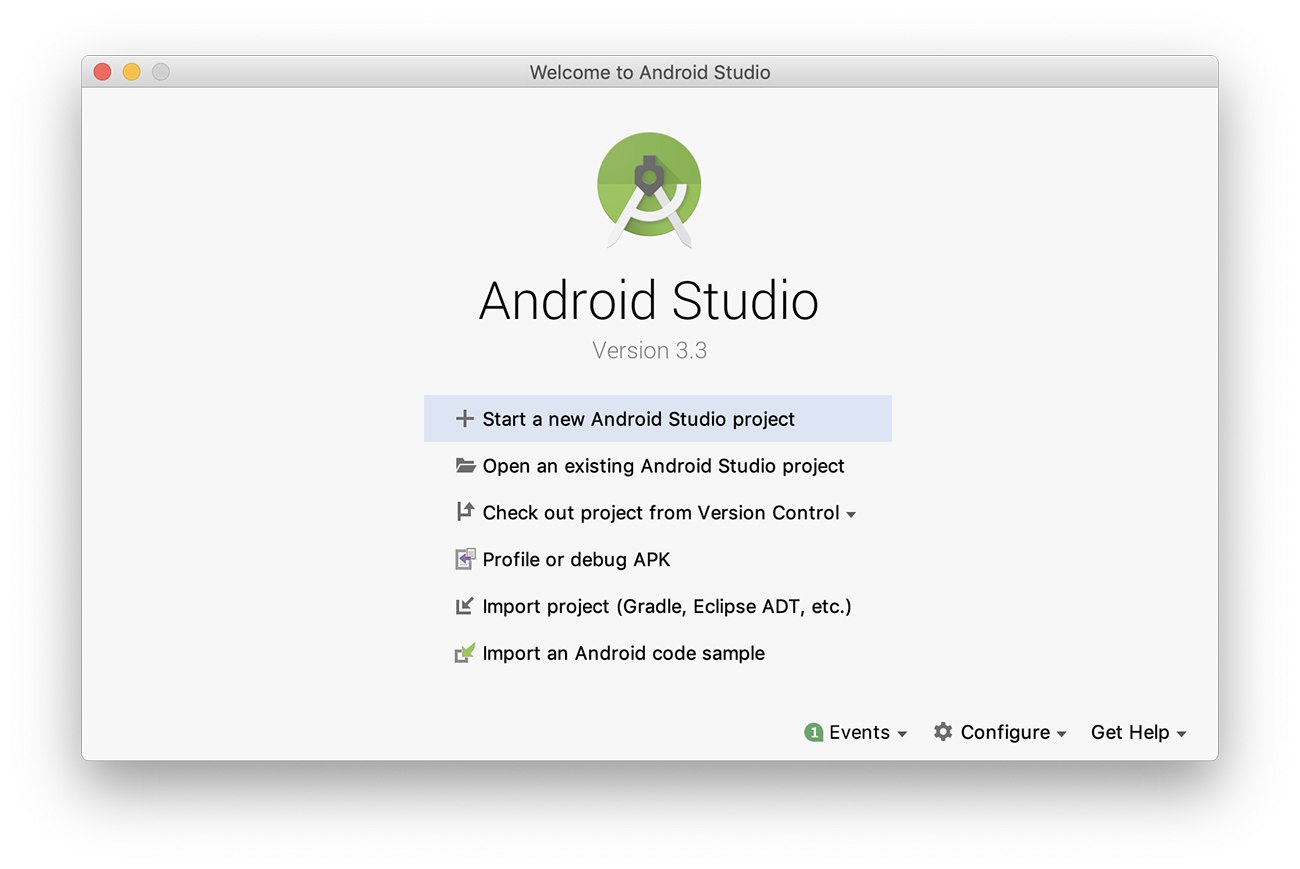 Welcome to Android Studio
Android Studio
Version 3.3
Start a new Android Studio project
Open an existing Android Studio project
Check out project from Version Control
Profile or debug APK
Import project (Gradle, Eclipse ADT, etc.)
Import an Android code sample
1 Events Configure Get Help